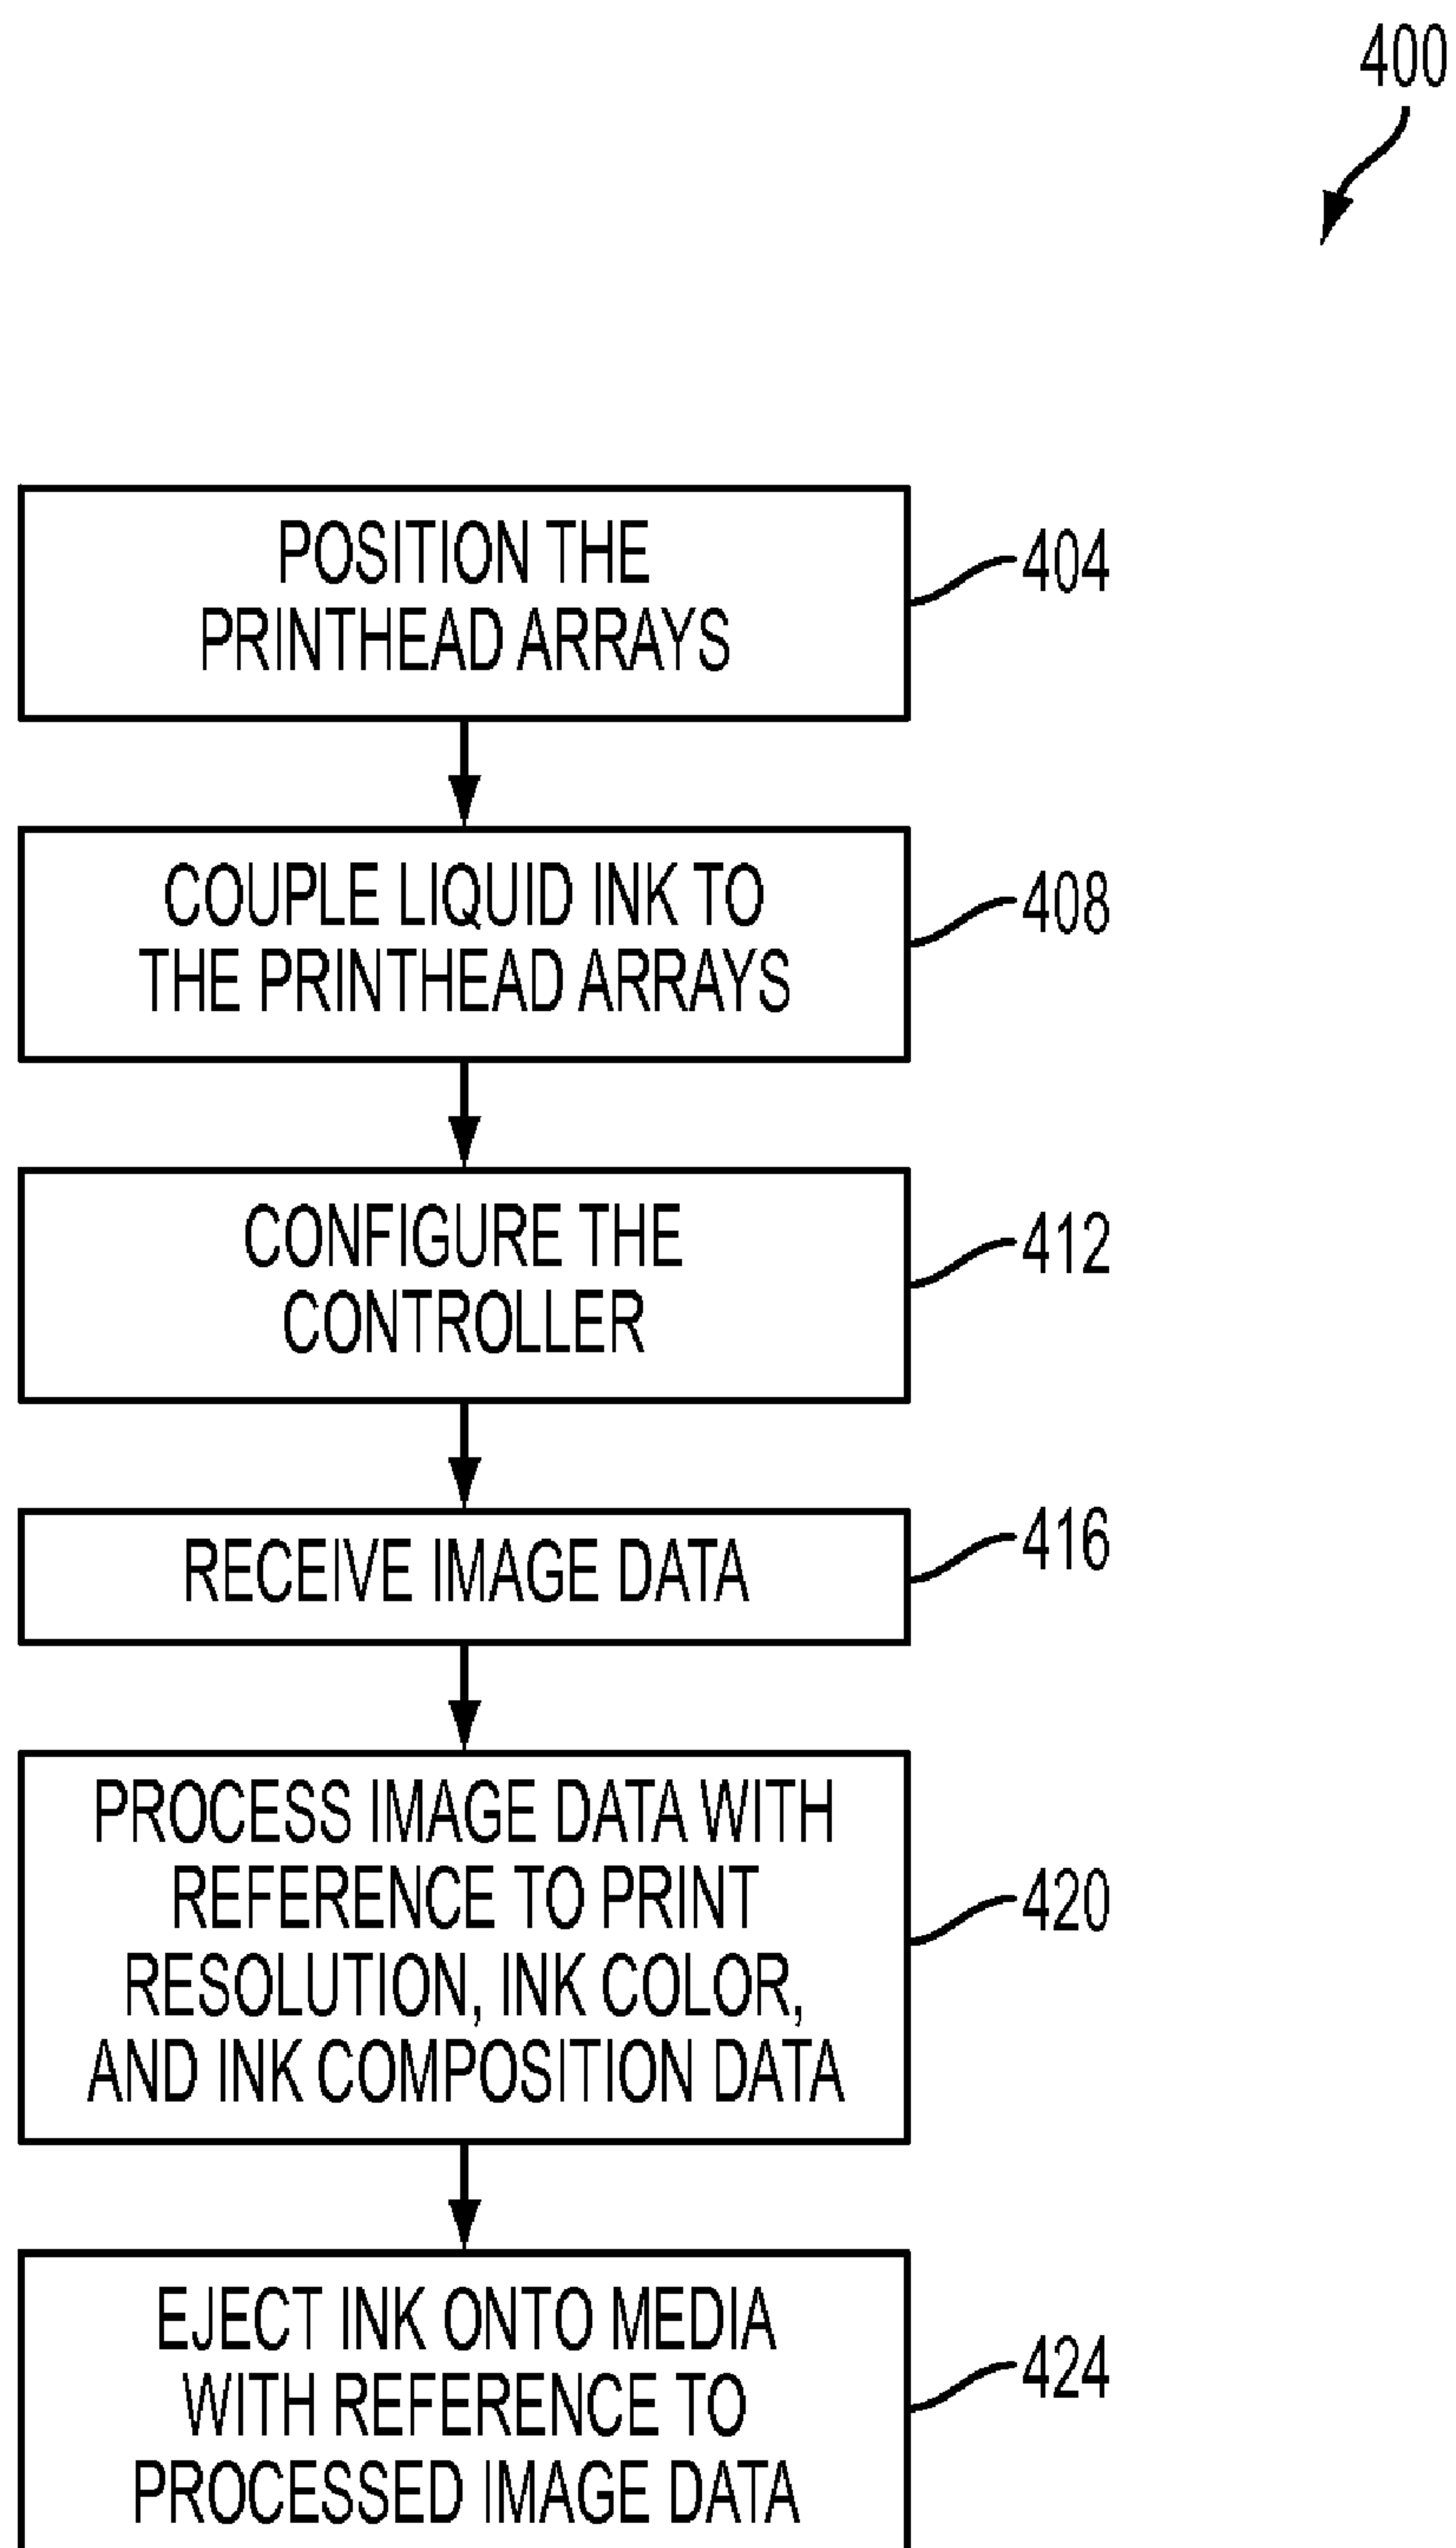 400
POSITION THE
PRINTHEAD ARRAYS
404
COUPLE LIQUID INK TO
THE PRINTHEAD ARRAYS
408
CONFIGURE THE
CONTROLLER
412
RECEIVE IMAGE DATA
416
PROCESS IMAGE DATA WITH
REFERENCE TO PRINT
RESOLUTION, INK COLOR,
AND INK COMPOSITION DATA
420
EJECT INK ONTO MEDIA
WITH REFERENCE TO
PROCESSED IMAGE DATA
424